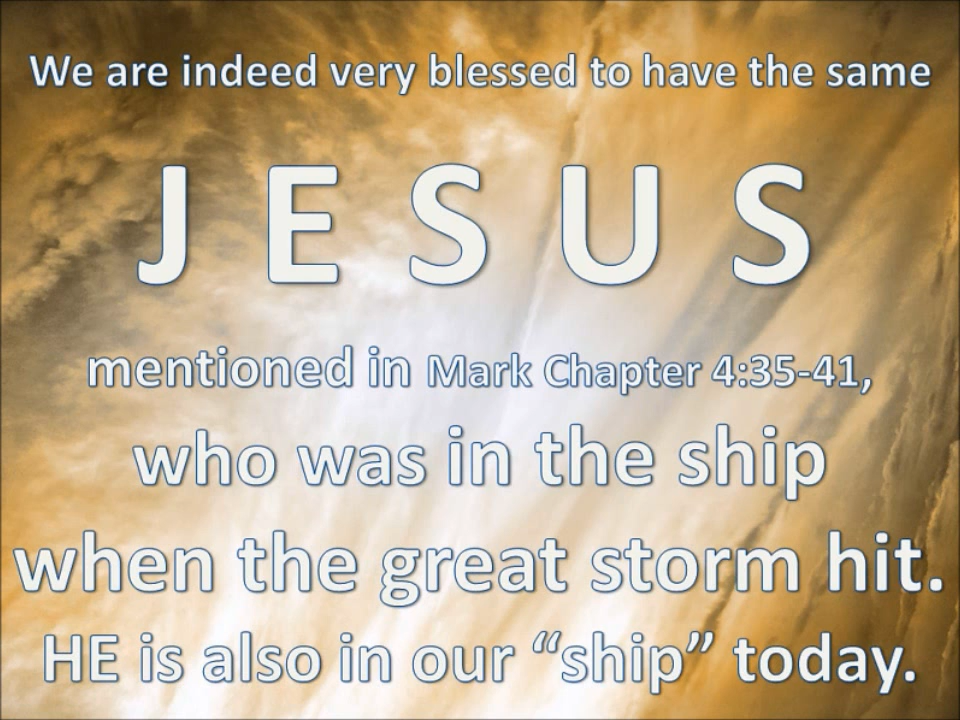 We are indeed very blessed to have the same
J E S U S
mentioned in Mark Chapter 4:35-41,
who was in the ship
when the great storm hit.
HE is also in our “ship” today.